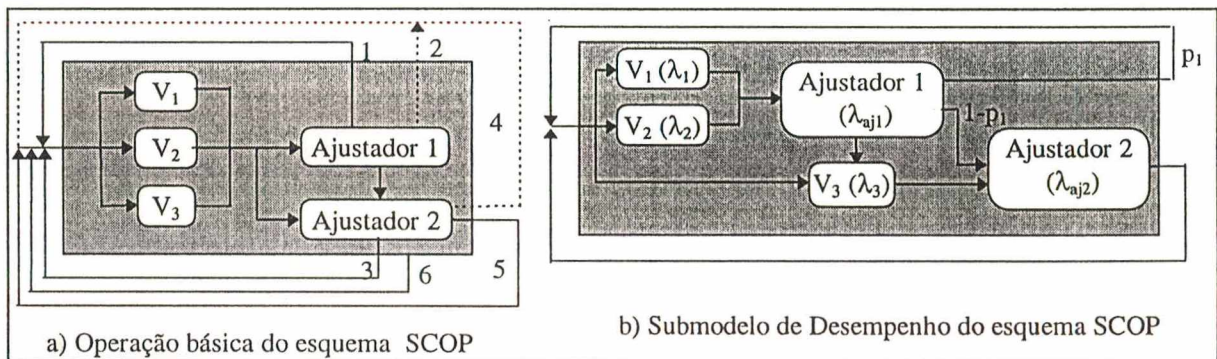 1
2
V1
V2
V3
Ajustador 1
Ajustador 2
4
3
6
5
a) Operação básica do esquema SCOP
V1 (λ1)
V2 (λ2)
Ajustador 1
(λaj1)
p1
1-p1
V3 (λ3)
Ajustador 2
(λaj2)
b) Submodelo de Desempenho do esquema SCOP